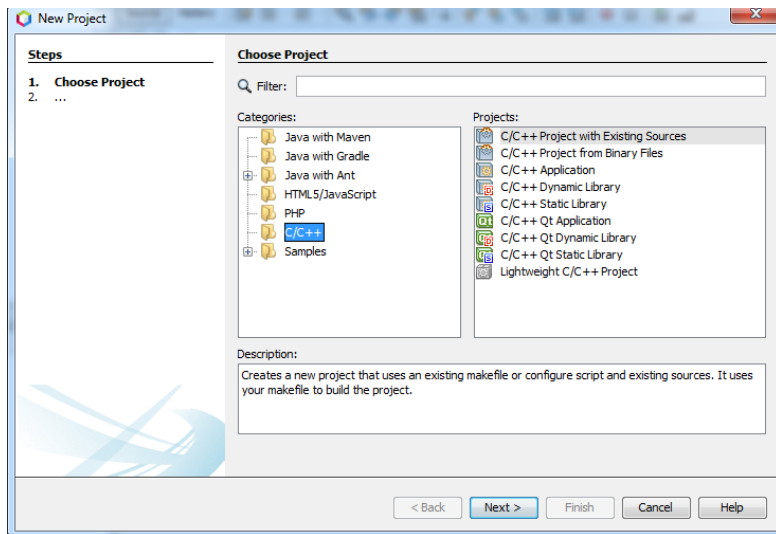 New Project
Steps
1. Choose Project
2. ...
Choose Project
Filter:
Categories:
Java with Maven
Java with Gradle
Java with Ant
HTML5/JavaScript
PHP
C/C++
Samples
Projects:
C/C++ Project with Existing Sources
C/C++ Project from Binary Files
C/C++ Application
C/C++ Dynamic Library
C/C++ Static Library
C/C++ Qt Application
C/C++ Qt Dynamic Library
C/C++ Qt Static Library
Lightweight C/C++ Project
Description:
Creates a new project that uses an existing makefile or configure script and existing sources. It uses
your makefile to build the project.
< Back Next > Finish Cancel Help